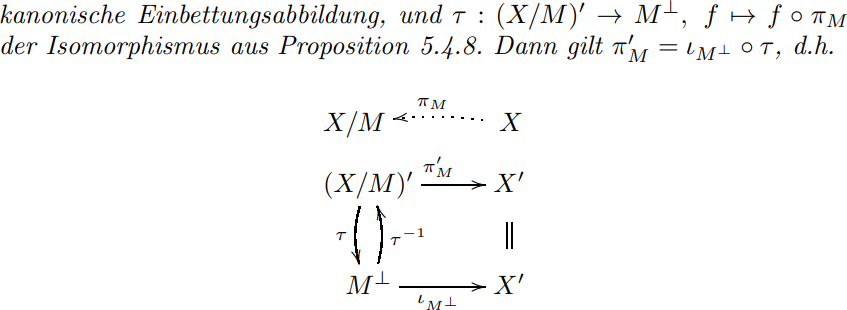 kanonische Einbettungsabbildung, und τ : (X/M)′ → M⊥, f ↦ f ∘ π_M
der Isomorphismus aus Proposition 5.4.8. Dann gilt π′_M = ι_{M⊥} ∘ τ, d.h.
π_M
X/M X
π′_M
(X/M)′ X′
τ τ⁻¹ ||
M⊥ X′
ι_{M⊥}